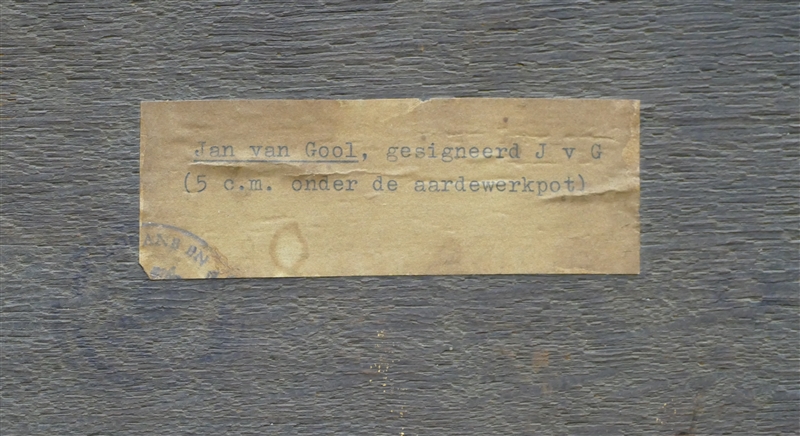 Jan van Gool, gesigneerd J v G
(5 c.m. onder de aardewerkpot)